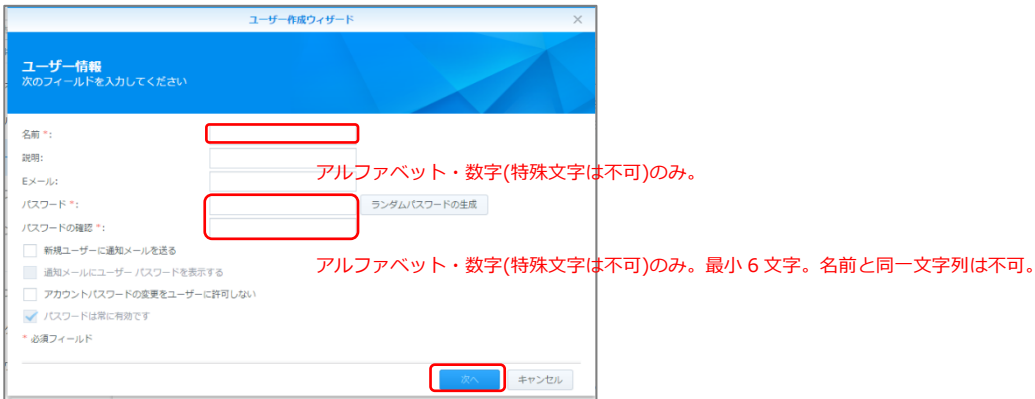 ユーザー作成ウィザード
ユーザー情報
次のフィールドを入力してください
名前 *:
説明:
アルファベット・数字(特殊文字は不可)のみ。
Eメール:
パスワード *:
ランダムパスワードの生成
パスワードの確認 *:
新規ユーザーに通知メールを送る
アルファベット・数字(特殊文字は不可)のみ。最小 6 文字。名前と同一文字列は不可。
通知メールにユーザー パスワードを表示する
アカウントパスワードの変更をユーザーに許可しない
パスワードは常に有効です
* 必須フィールド
次へ
キャンセル